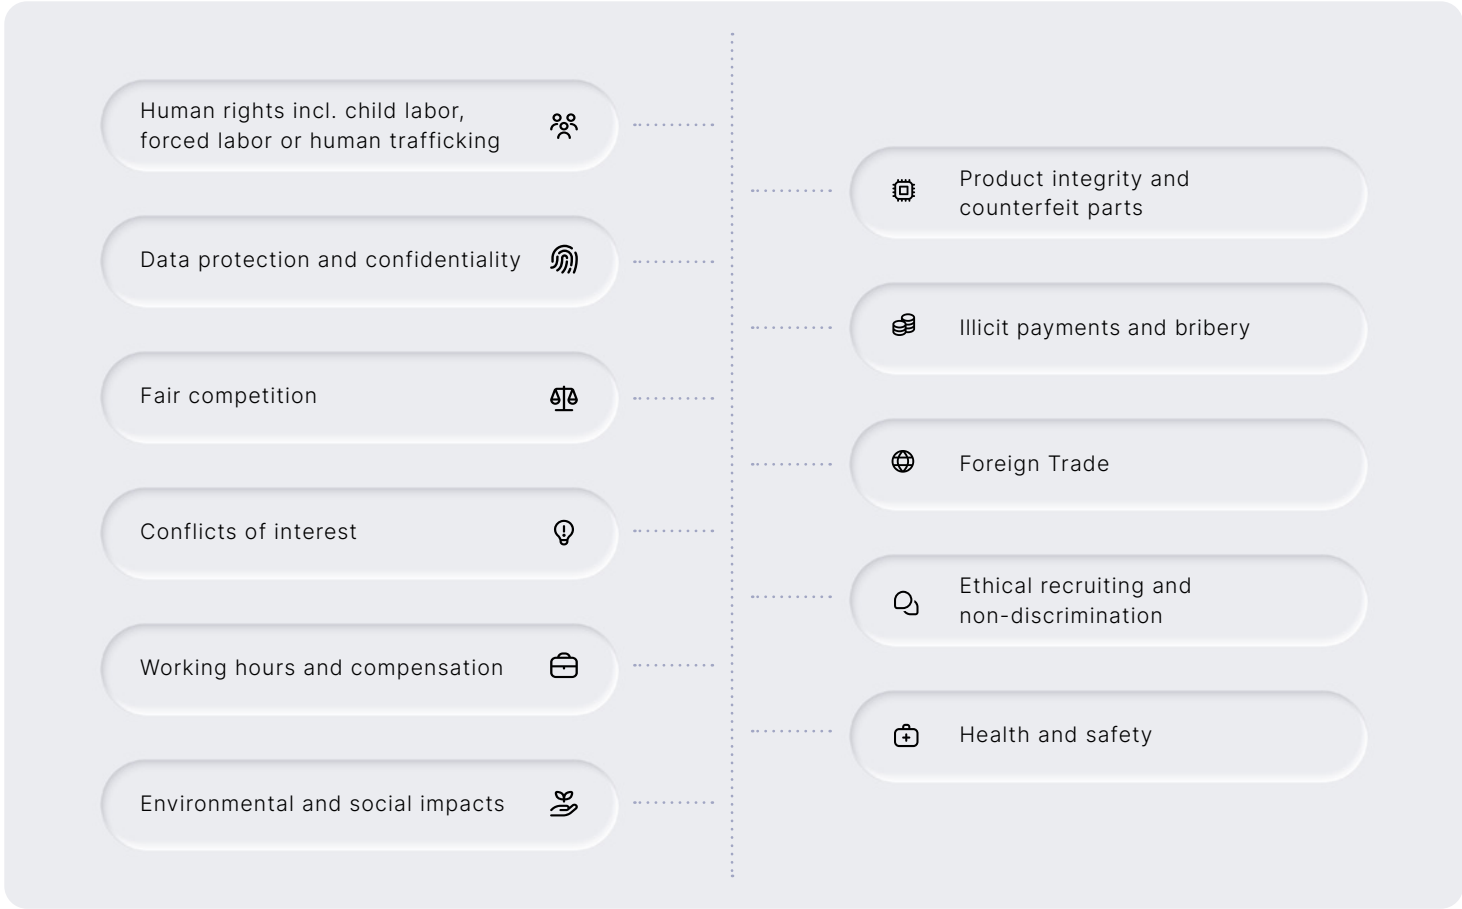 Human rights incl. child labor,
forced labor or human trafficking
Data protection and confidentiality
Fair competition
Conflicts of interest
Working hours and compensation
Environmental and social impacts
Product integrity and
counterfeit parts
Illicit payments and bribery
Foreign Trade
Ethical recruiting and
non-discrimination
Health and safety